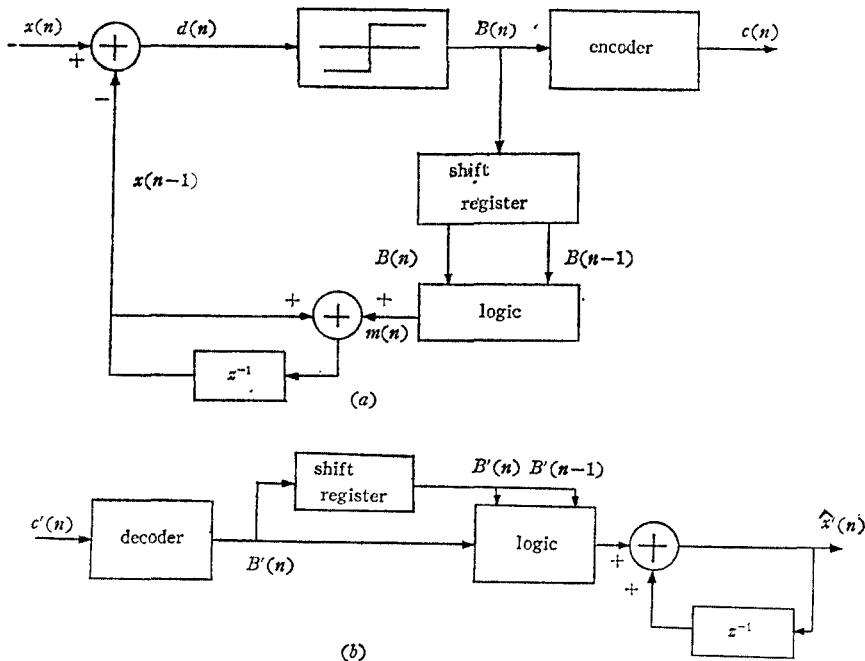 x(n)
+
+
−
d(n)
B(n)
encoder
c(n)
x(n−1)
shift
register
B(n)
B(n−1)
logic
+
+
+
m(n)
z⁻¹
(a)
shift
register
B′(n) B′(n−1)
c′(n)
decoder
B′(n)
logic
+
+
+
x̂′(n)
z⁻¹
(b)